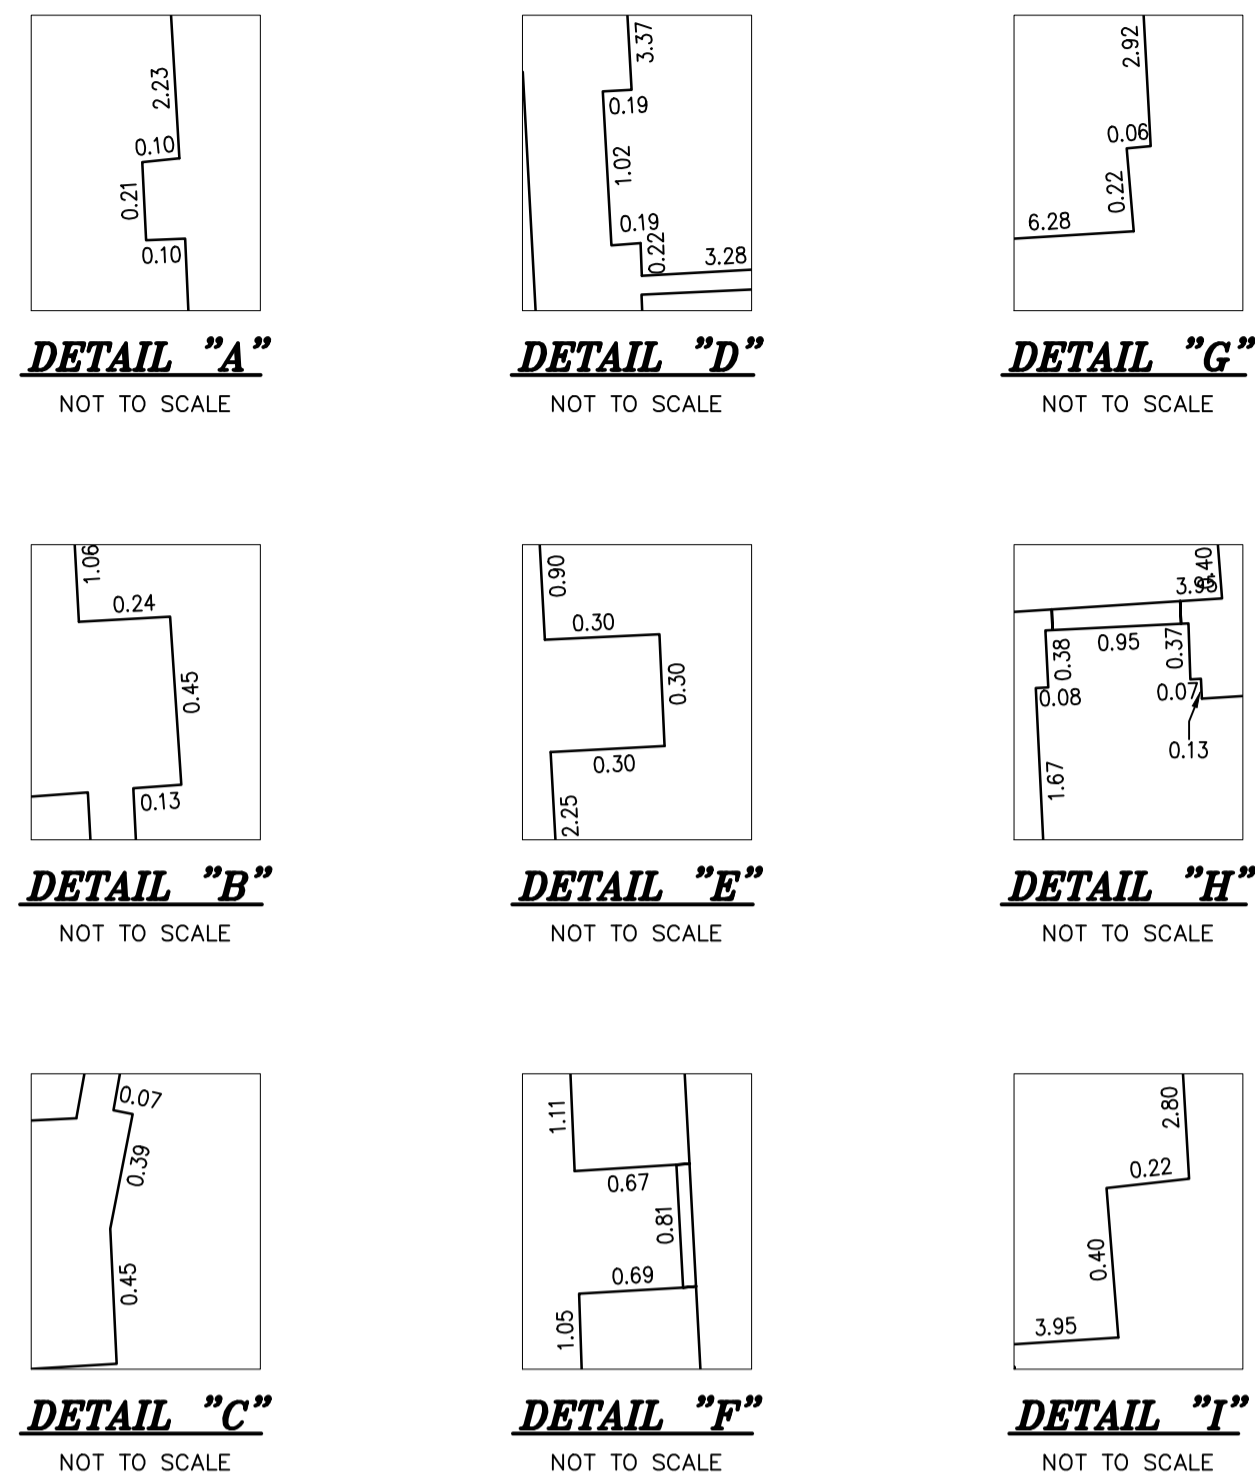 2.23
0.10
0.21
0.10
DETAIL "A"
NOT TO SCALE
3.37
0.19
1.02
0.19
0.22
3.28
DETAIL "D"
NOT TO SCALE
2.92
0.06
0.22
6.28
DETAIL "G"
NOT TO SCALE
1.06
0.24
0.45
0.13
DETAIL "B"
NOT TO SCALE
0.90
0.30
0.30
0.30
2.25
DETAIL "E"
NOT TO SCALE
0.40
3.95
0.38
0.95
0.37
0.08
0.07
0.13
1.67
DETAIL "H"
NOT TO SCALE
0.07
0.39
0.45
DETAIL "C"
NOT TO SCALE
1.11
0.67
0.81
0.69
1.05
DETAIL "F"
NOT TO SCALE
2.80
0.22
0.40
3.95
DETAIL "I"
NOT TO SCALE